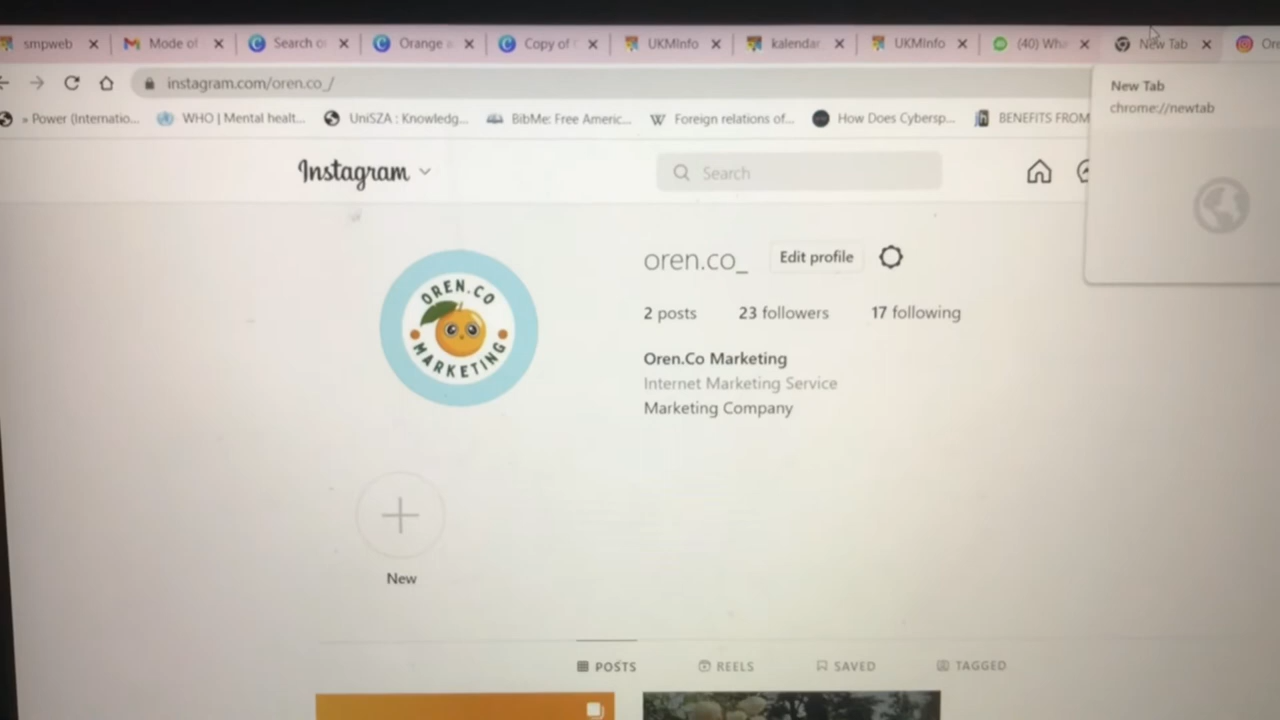 smpweb
Mode of
Search o
Orange a
Copy of
UKMInfo
kalendar
UKMInfo
(40) Wha
New Tab
instagram.com/oren.co_/
New Tab
chrome://newtab
» Power (Internatio...
WHO | Mental healt...
UniSZA : Knowledg...
BibMe: Free Americ...
Foreign relations of...
How Does Cybersp...
BENEFITS FROM
Instagram
Search
OREN.CO
MARKETING
oren.co_
Edit profile
2 posts
23 followers
17 following
Oren.Co Marketing
Internet Marketing Service
Marketing Company
New
POSTS
REELS
SAVED
TAGGED